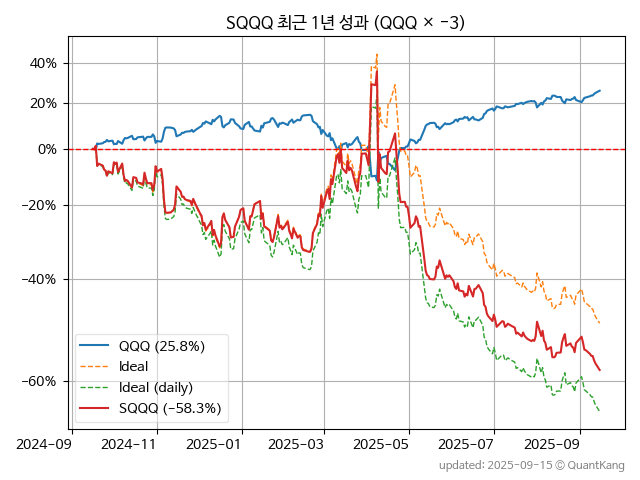 SQQQ 최근 1년 성과 (QQQ × −3)
40%
20%
0%
−20%
−40%
−60%
QQQ (25.8%)
Ideal
Ideal (daily)
SQQQ (−58.3%)
2024-09
2024-11
2025-01
2025-03
2025-05
2025-07
2025-09
updated: 2025-09-15 © QuantKang